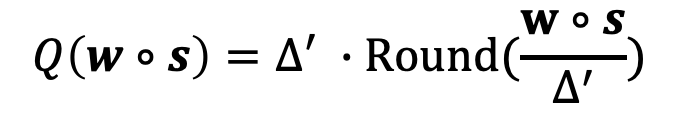 Q(w ∘ s) = Δ′ · Round(w ∘ s / Δ′)